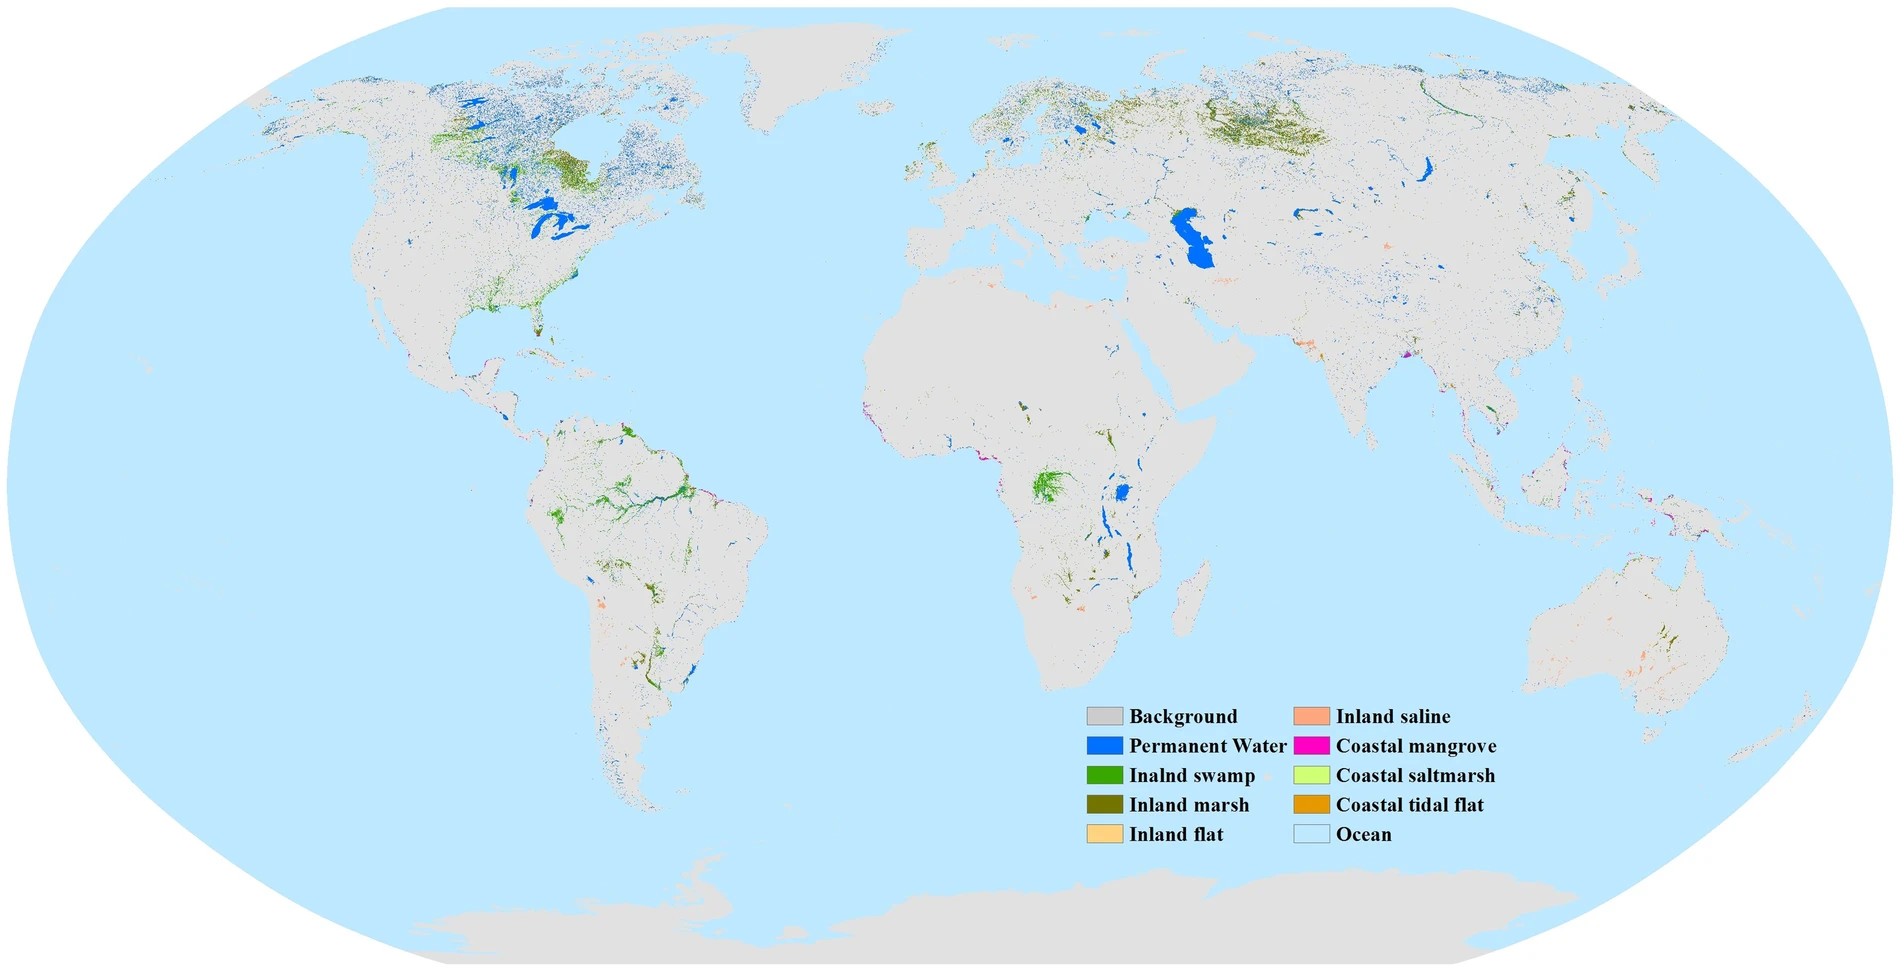 Background
Permanent Water
Inalnd swamp
Inland marsh
Inland flat
Inland saline
Coastal mangrove
Coastal saltmarsh
Coastal tidal flat
Ocean